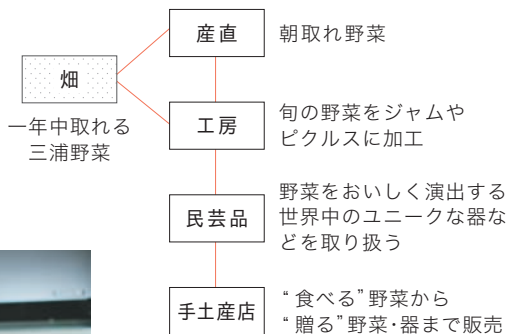 産直
朝取れ野菜
畑
一年中取れる
三浦野菜
工房
旬の野菜をジャムや
ピクルスに加工
民芸品
野菜をおいしく演出する
世界中のユニークな器な
どを取り扱う
手土産店
“食べる”野菜から
“贈る”野菜・器まで販売